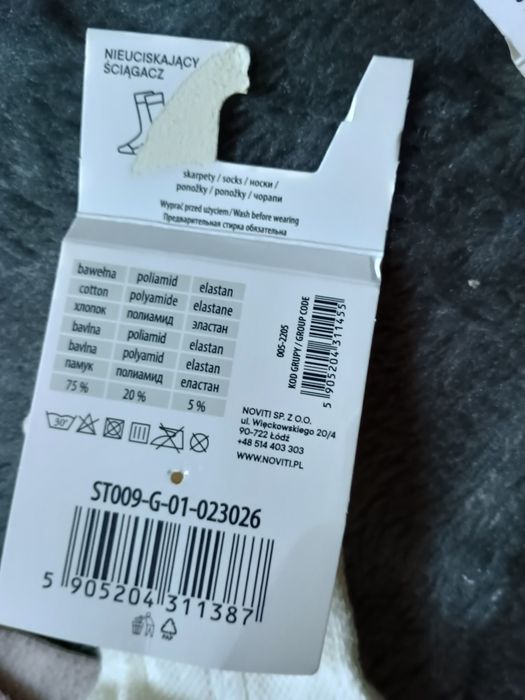 NIEUCISKAJĄCY
ŚCIĄGACZ
skarpety / socks / носки /
ponožky / ponožky / чорапи
Wyprać przed użyciem / Wash before wearing
Предварительная стирка обязательна
bawełna poliamid elastan
cotton polyamide elastane
хлопок полиамид эластан
bavlna poliamid elastan
bavlna polyamid elastan
памук полиамид еластан
75 % 20 % 5 %
005-2205
KOD GRUPY / GROUP CODE
5 905204 311455
30°
NOVITI SP. Z O.O.
ul. Więckowskiego 20/4
90-722 Łódź
+48 514 403 303
WWW.NOVITI.PL
ST009-G-01-023026
5 905204 311387
PAP